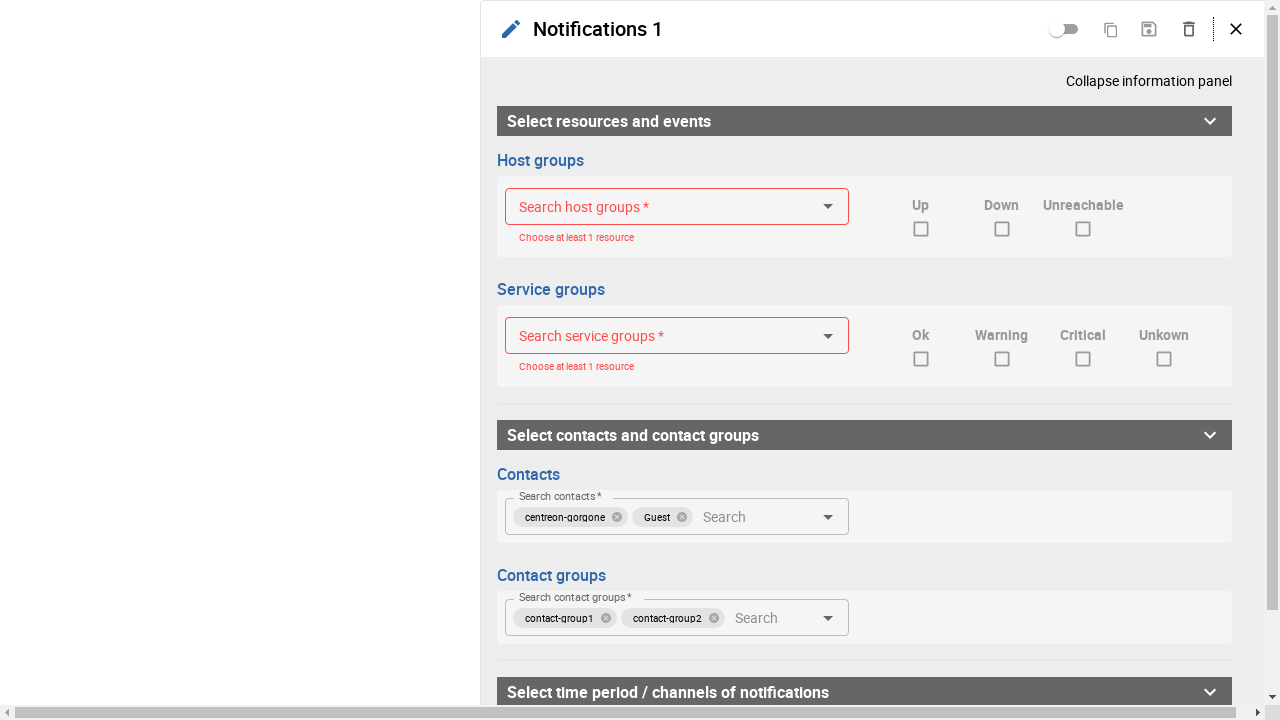 Notifications 1
Collapse information panel
Select resources and events
Host groups
Search host groups *
Up Down Unreachable
Choose at least 1 resource
Service groups
Search service groups *
Ok Warning Critical Unkown
Choose at least 1 resource
Select contacts and contact groups
Contacts
Search contacts *
centreon-gorgone Guest Search
Contact groups
Search contact groups *
contact-group1 contact-group2 Search
Select time period / channels of notifications